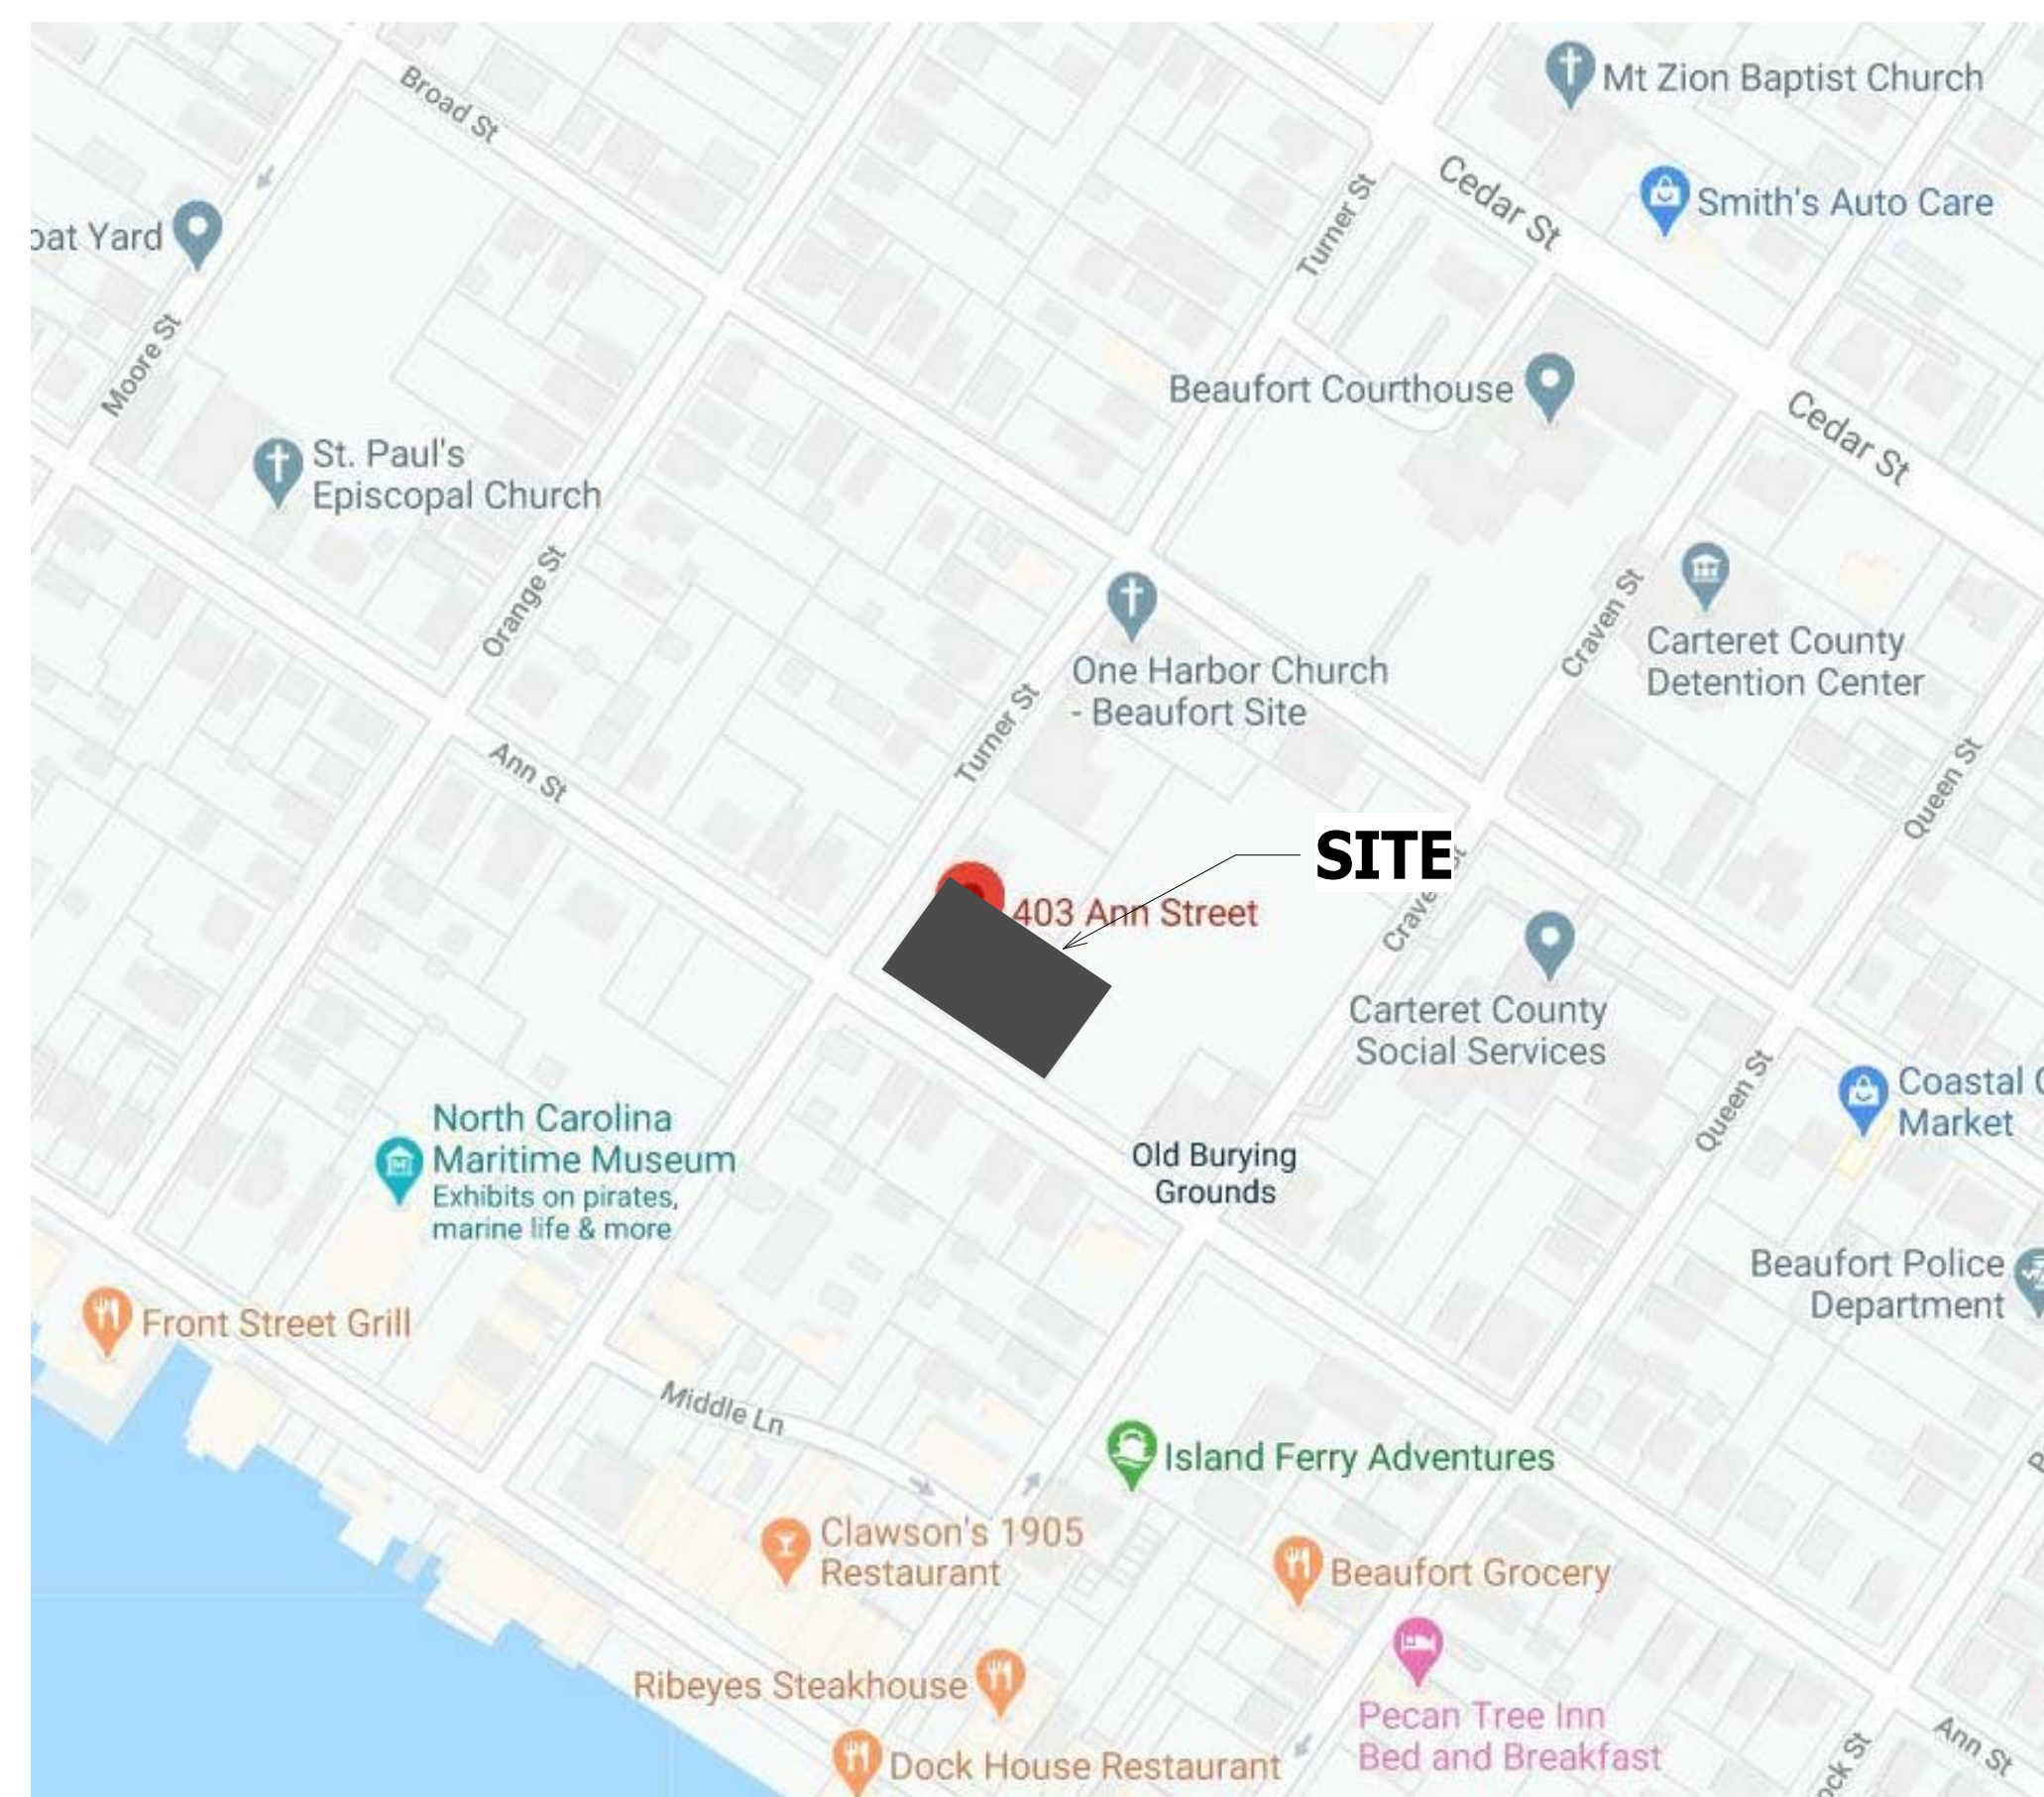 Mt Zion Baptist Church
Broad St
Smith's Auto Care
Cedar St
Turner St
oat Yard
Moore St
Beaufort Courthouse
Cedar St
St. Paul's
Episcopal Church
Orange St
Craven St
Carteret County
Detention Center
One Harbor Church
- Beaufort Site
Turner St
Queen St
Ann St
SITE
403 Ann Street
Carteret County
Social Services
Queen St
Coastal
Market
North Carolina
Maritime Museum
Exhibits on pirates,
marine life & more
Old Burying
Grounds
Beaufort Police
Department
Front Street Grill
Middle Ln
Island Ferry Adventures
Clawson's 1905
Restaurant
Beaufort Grocery
Ribeyes Steakhouse
Pecan Tree Inn
Bed and Breakfast
Dock House Restaurant
Ann St
ock St